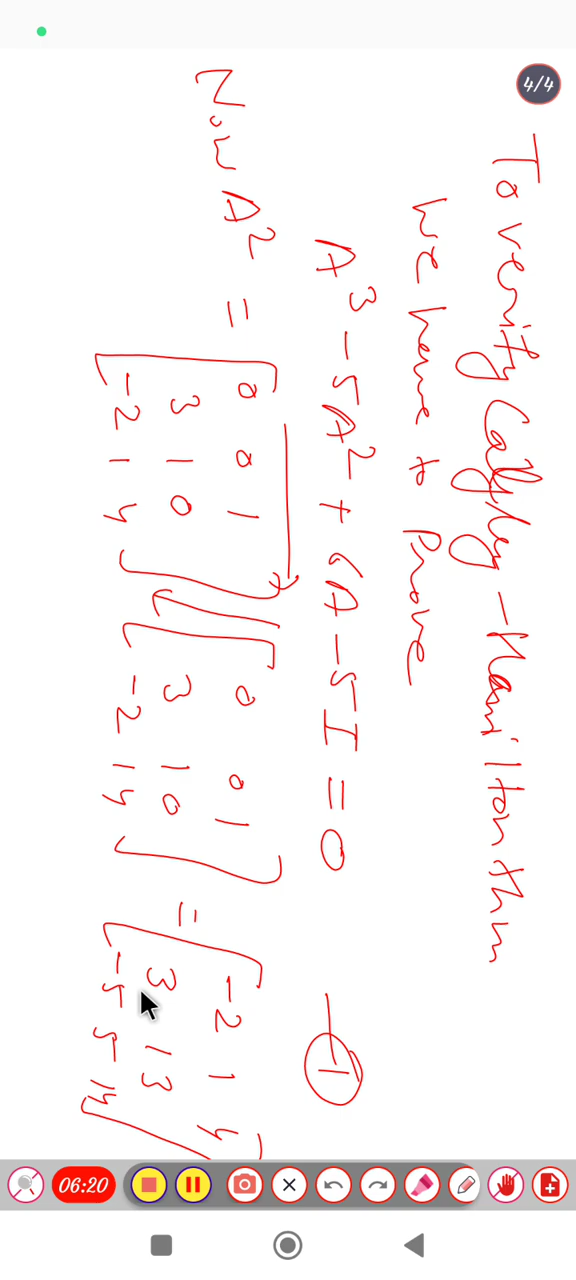 4/4
To verify Cayley-Hamilton thm
we have to prove
A³ - 5A² + 6A - 5I = 0 — ①
Now A² = [0 0 1; 3 1 0; -2 1 4] [0 0 1; 3 1 0; -2 1 4] = [-2 1 4; 3 1 3; -5 5 14]
06:20